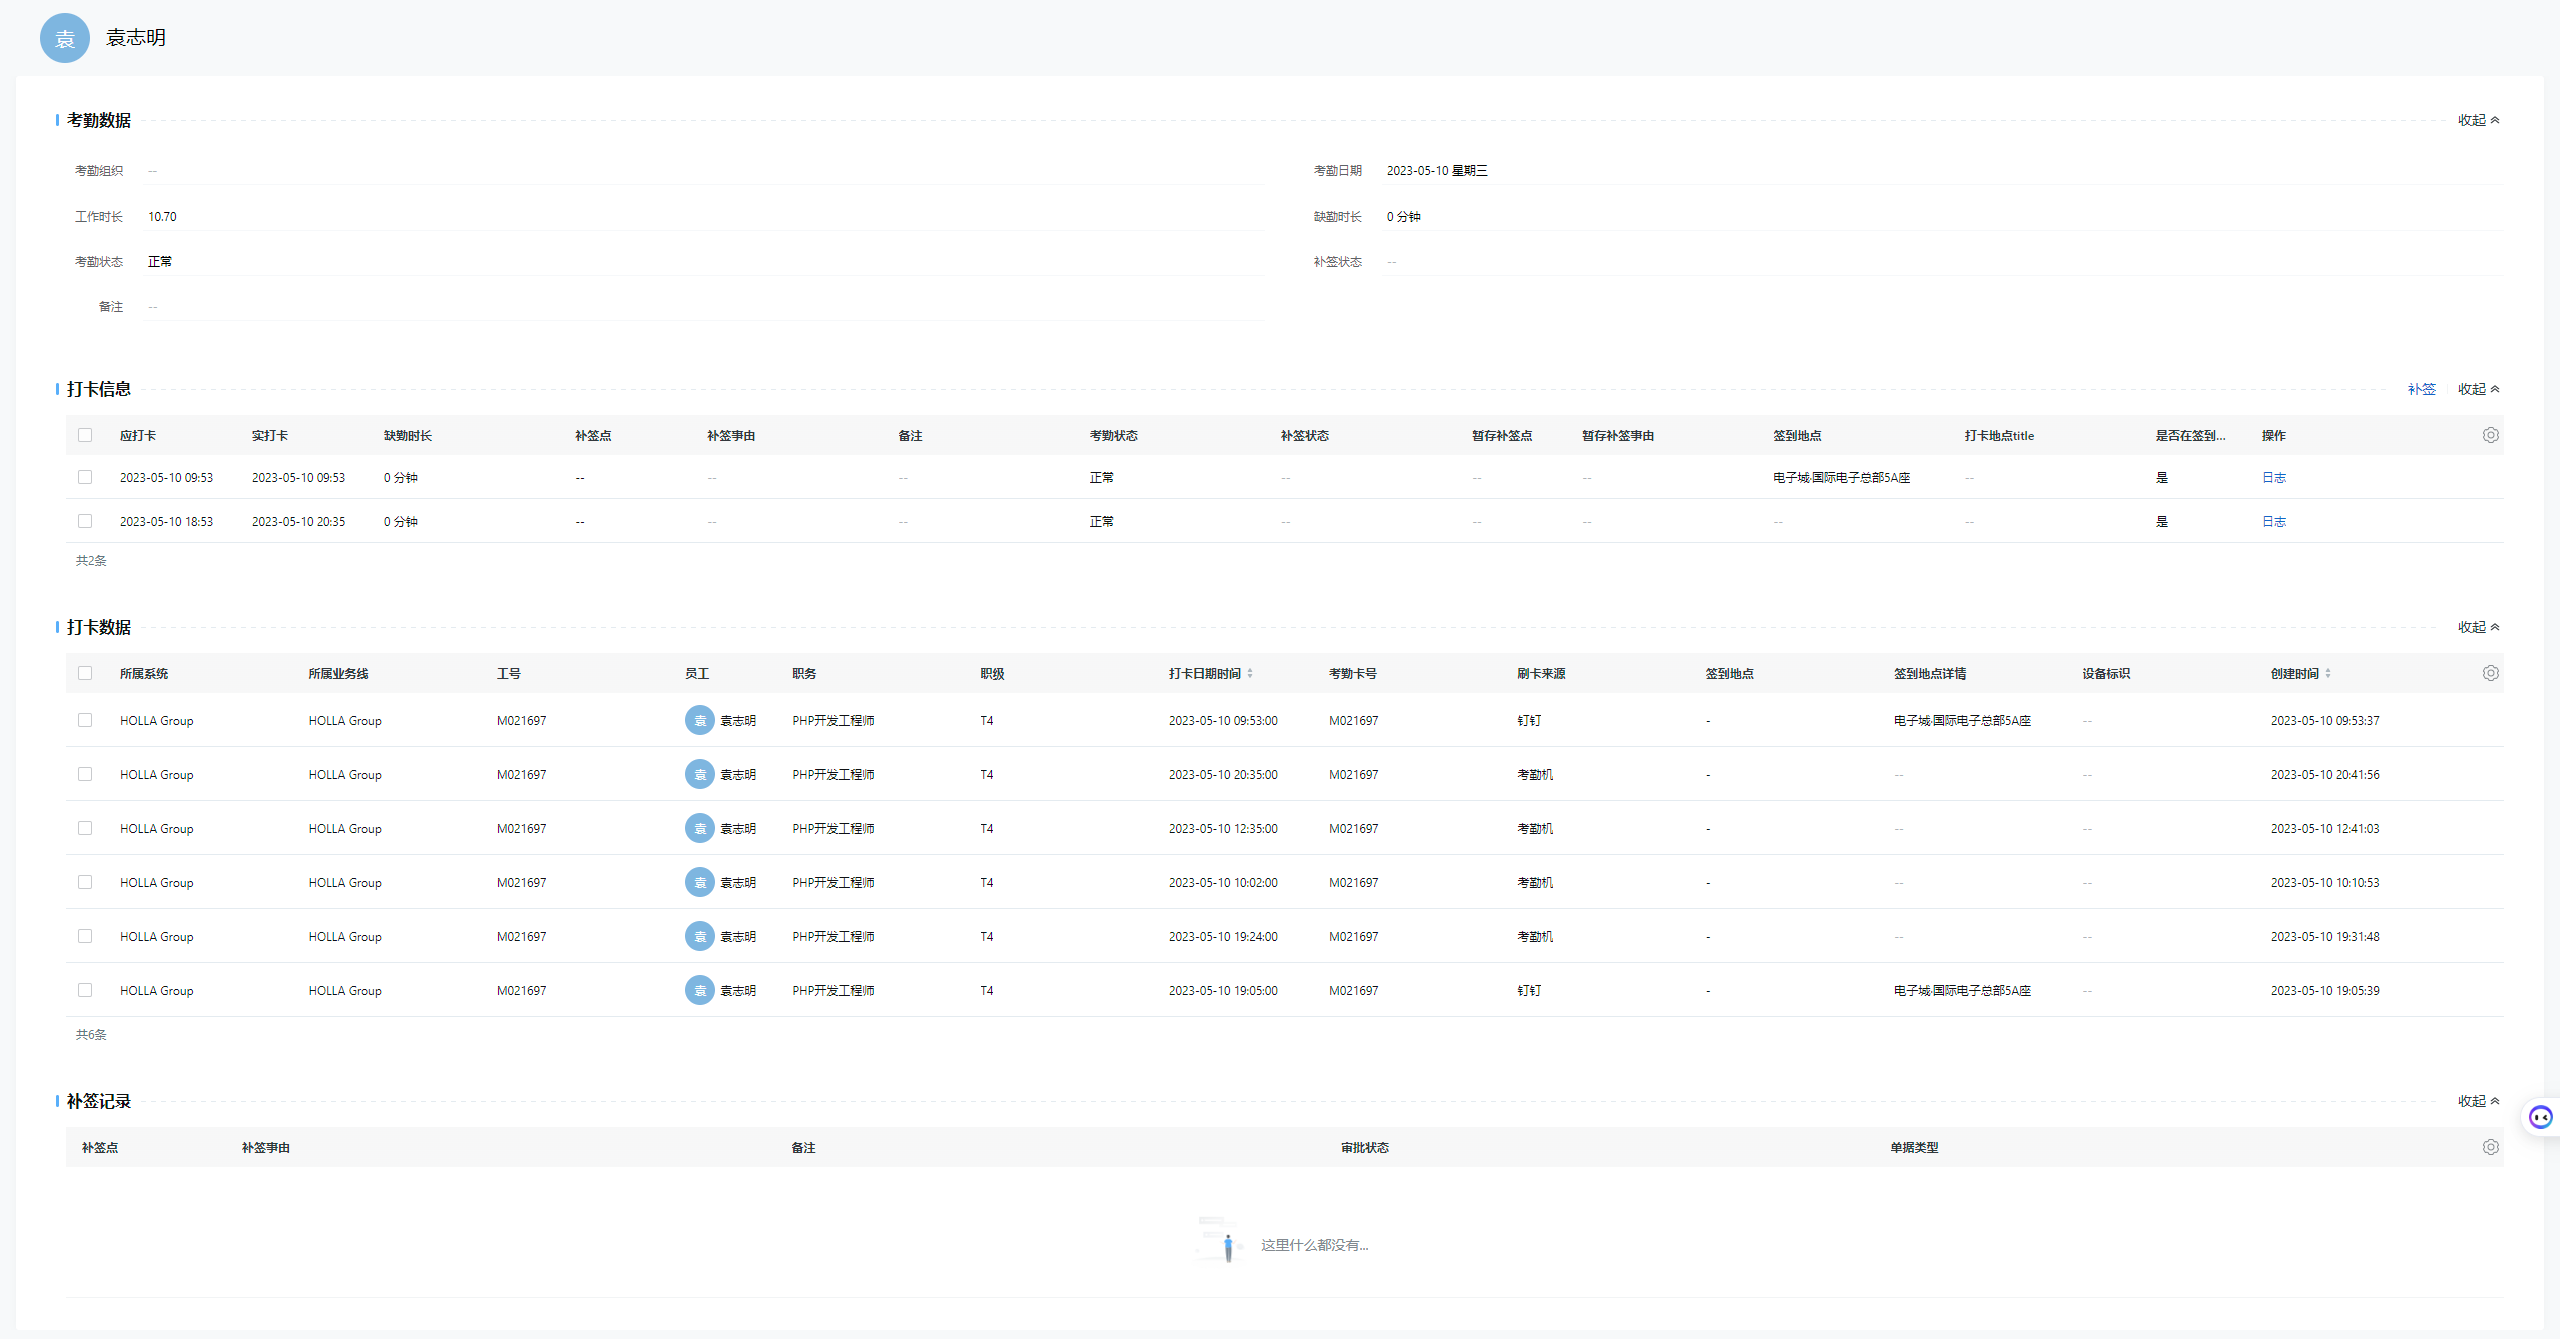 袁 袁志明
考勤数据 收起
考勤组织 -- 考勤日期 2023-05-10 星期三
工作时长 10.70 缺勤时长 0 分钟
考勤状态 正常 补签状态 --
备注 --
打卡信息 补签 收起
应打卡 实打卡 缺勤时长 补签点 补签事由 备注 考勤状态 补签状态 暂存补签点 暂存补签事由 签到地点 打卡地点title 是否在签到... 操作
2023-05-10 09:53 2023-05-10 09:53 0 分钟 -- -- -- 正常 -- -- -- 电子城·国际电子总部5A座 -- 是 日志
2023-05-10 18:53 2023-05-10 20:35 0 分钟 -- -- -- 正常 -- -- -- -- -- 是 日志
共2条
打卡数据 收起
所属系统 所属业务线 工号 员工 职务 职级 打卡日期时间 考勤卡号 刷卡来源 签到地点 签到地点详情 设备标识 创建时间
HOLLA Group HOLLA Group M021697 袁 袁志明 PHP开发工程师 T4 2023-05-10 09:53:00 M021697 钉钉 - 电子城·国际电子总部5A座 -- 2023-05-10 09:53:37
HOLLA Group HOLLA Group M021697 袁 袁志明 PHP开发工程师 T4 2023-05-10 20:35:00 M021697 考勤机 - -- -- 2023-05-10 20:41:56
HOLLA Group HOLLA Group M021697 袁 袁志明 PHP开发工程师 T4 2023-05-10 12:35:00 M021697 考勤机 - -- -- 2023-05-10 12:41:03
HOLLA Group HOLLA Group M021697 袁 袁志明 PHP开发工程师 T4 2023-05-10 10:02:00 M021697 考勤机 - -- -- 2023-05-10 10:10:53
HOLLA Group HOLLA Group M021697 袁 袁志明 PHP开发工程师 T4 2023-05-10 19:24:00 M021697 考勤机 - -- -- 2023-05-10 19:31:48
HOLLA Group HOLLA Group M021697 袁 袁志明 PHP开发工程师 T4 2023-05-10 19:05:00 M021697 钉钉 - 电子城·国际电子总部5A座 -- 2023-05-10 19:05:39
共6条
补签记录 收起
补签点 补签事由 备注 审批状态 单据类型
这里什么都没有...